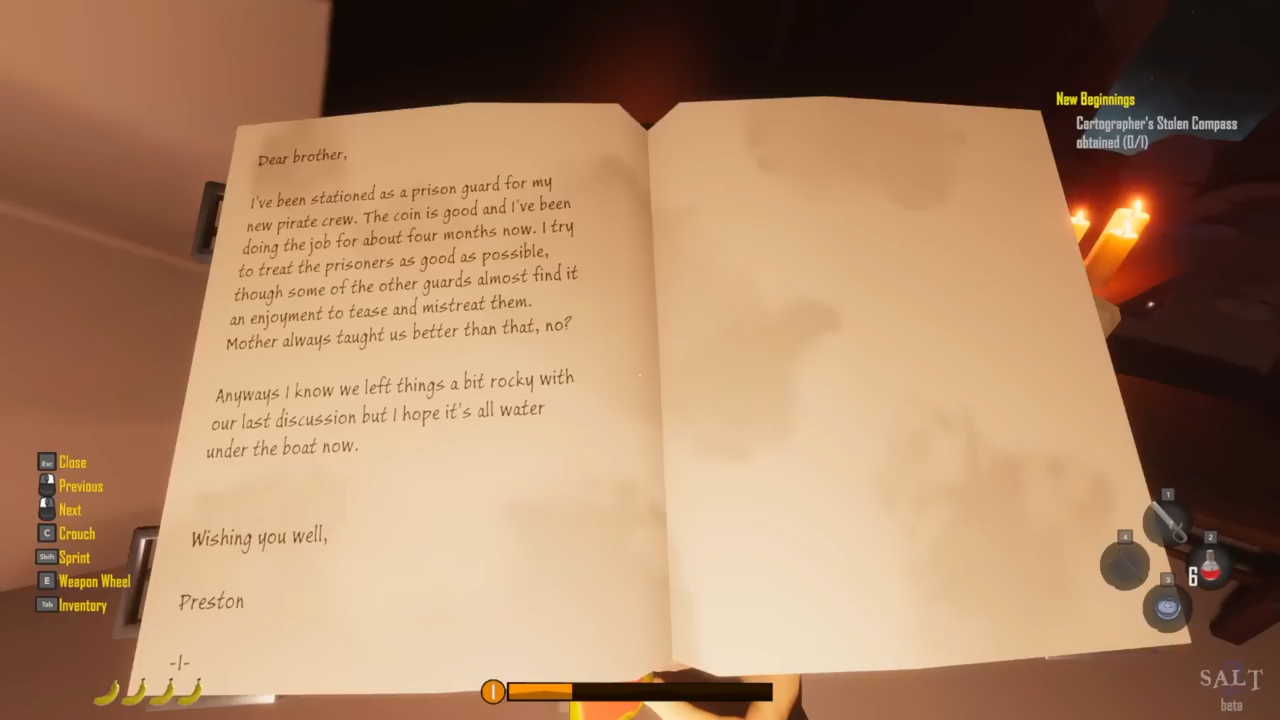 Dear brother,
I've been stationed as a prison guard for my
new pirate crew. The coin is good and I've been
doing the job for about four months now. I try
to treat the prisoners as good as possible,
though some of the other guards almost find it
an enjoyment to tease and mistreat them.
Mother always taught us better than that, no?
Anyways I know we left things a bit rocky with
our last discussion but I hope it's all water
under the boat now.
Wishing you well,
Preston
-1-
New Beginnings
Cartographer's Stolen Compass
obtained (0/1)
Esc Close
Previous
Next
C Crouch
Shift Sprint
E Weapon Wheel
Tab Inventory
1
4
2
6
3
1
SALT
beta